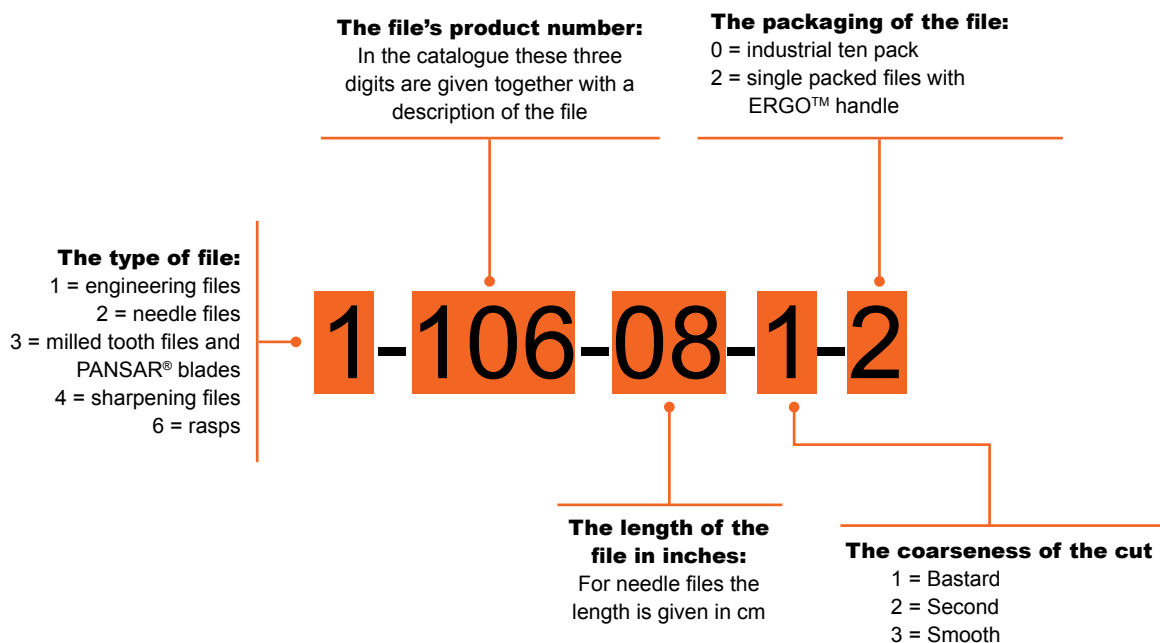 The file's product number:
In the catalogue these three
digits are given together with a
description of the file
The packaging of the file:
0 = industrial ten pack
2 = single packed files with
ERGO™ handle
The type of file:
1 = engineering files
2 = needle files
3 = milled tooth files and
PANSAR® blades
4 = sharpening files
6 = rasps
1-106-08-1-2
The length of the
file in inches:
For needle files the
length is given in cm
The coarseness of the cut
1 = Bastard
2 = Second
3 = Smooth